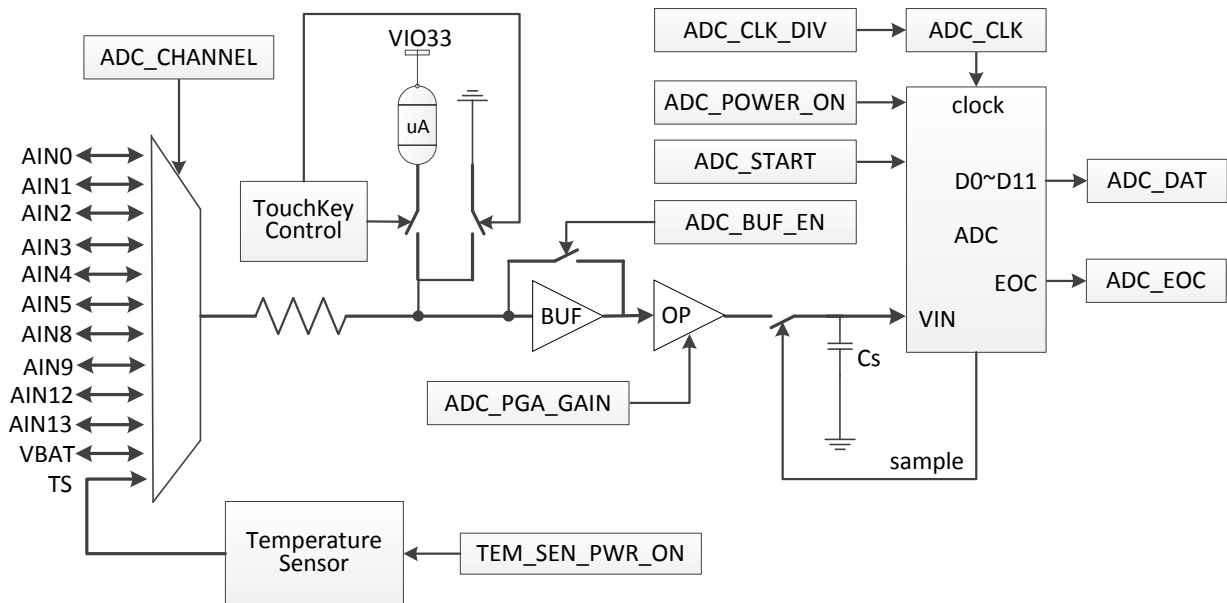 ADC_CHANNEL
VIO33
ADC_CLK_DIV
ADC_CLK
uA
ADC_POWER_ON
clock
AIN0
AIN1
AIN2
AIN3
AIN4
AIN5
AIN8
AIN9
AIN12
AIN13
VBAT
TS
TouchKey
Control
ADC_START
D0~D11
ADC_DAT
ADC_BUF_EN
ADC
EOC
ADC_EOC
BUF
OP
VIN
Cs
ADC_PGA_GAIN
sample
Temperature
Sensor
TEM_SEN_PWR_ON